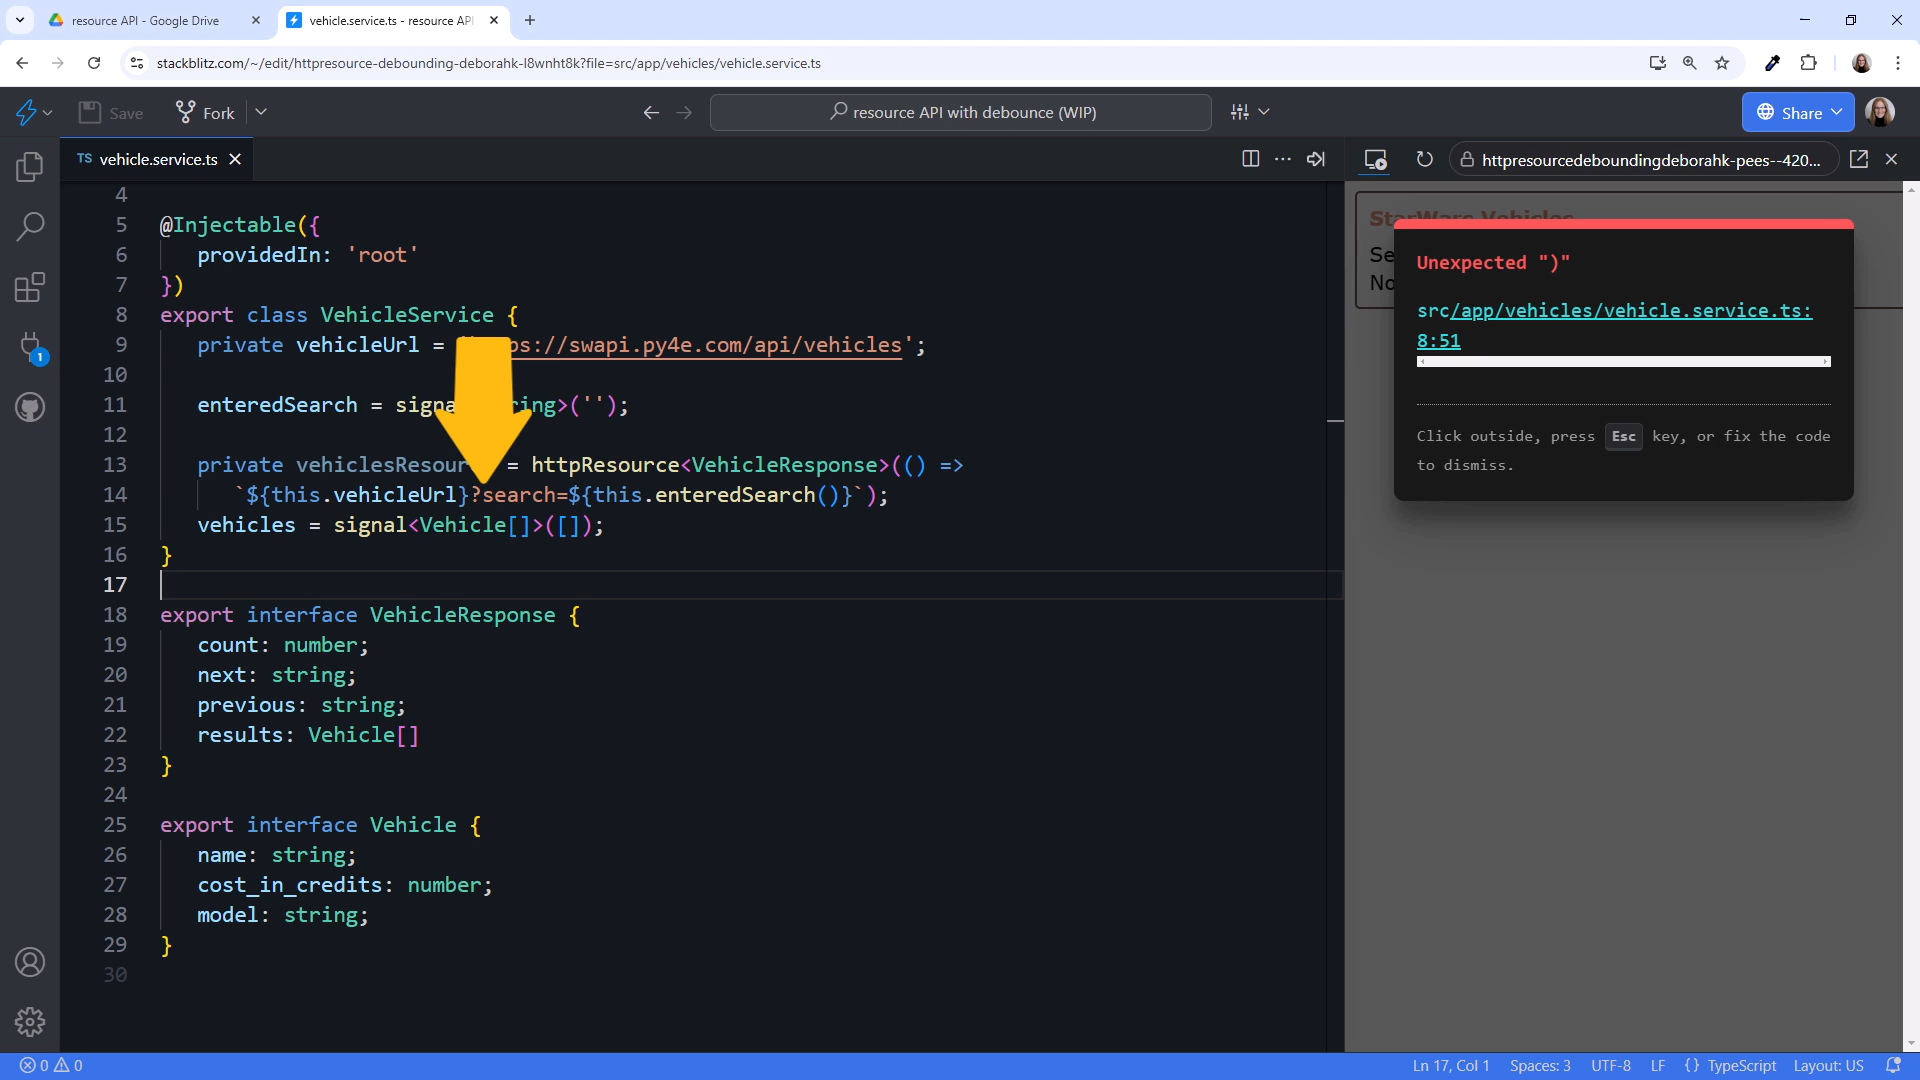 resource API - Google Drive
vehicle.service.ts - resource API
stackblitz.com/~/edit/httpresource-debounding-deborahk-l8wnht8k?file=src/app/vehicles/vehicle.service.ts
Save
Fork
resource API with debounce (WIP)
Share
TS vehicle.service.ts
httpresourcedeboundingdeborahk-pees--420...
4
5 @Injectable({
6 providedIn: 'root'
7 })
8 export class VehicleService {
9 private vehicleUrl = ps://swapi.py4e.com/api/vehicles';
10
11 enteredSearch = signa ing>('');
12
13 private vehiclesResour = httpResource<VehicleResponse>(() =>
14 `${this.vehicleUrl}?search=${this.enteredSearch()}`);
15 vehicles = signal<Vehicle[]>([]);
16 }
17
18 export interface VehicleResponse {
19 count: number;
20 next: string;
21 previous: string;
22 results: Vehicle[]
23 }
24
25 export interface Vehicle {
26 name: string;
27 cost_in_credits: number;
28 model: string;
29 }
30
1
StarWars Vehicles
Se
No
Unexpected ")"
src/app/vehicles/vehicle.service.ts:
8:51
Click outside, press Esc key, or fix the code
to dismiss.
0 0
Ln 17, Col 1 Spaces: 3 UTF-8 LF {} TypeScript Layout: US